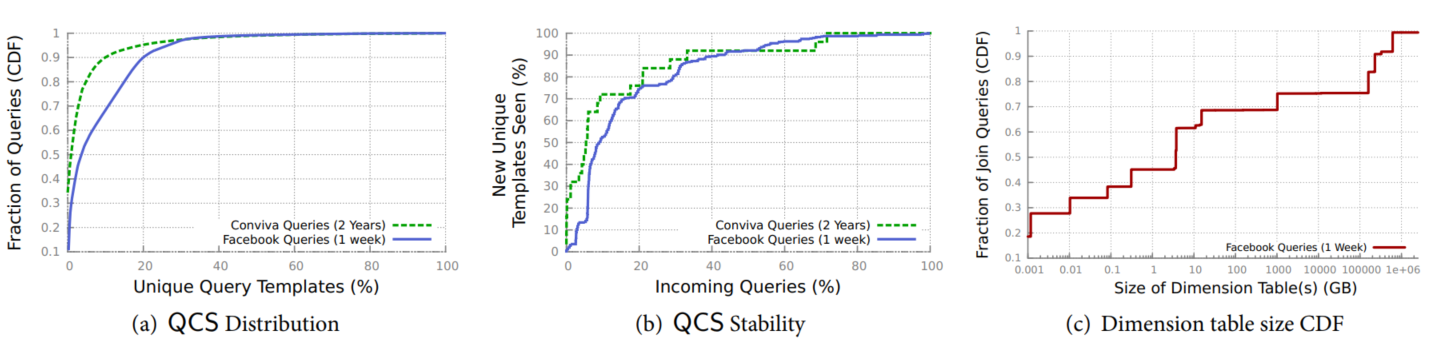 Fraction of Queries (CDF)
1
0.9
0.8
0.7
0.6
0.5
0.4
0.3
0.2
0.1
Conviva Queries (2 Years)
Facebook Queries (1 week)
0 20 40 60 80 100
Unique Query Templates (%)
(a) QCS Distribution
New Unique
Templates Seen (%)
100
90
80
70
60
50
40
30
20
10
0
Conviva Queries (2 Years)
Facebook Queries (1 week)
0 20 40 60 80 100
Incoming Queries (%)
(b) QCS Stability
Fraction of Join Queries (CDF)
1
0.9
0.8
0.7
0.6
0.5
0.4
0.3
0.2
0.1
Facebook Queries (1 Week)
0.001 0.01 0.1 1 10 100 1000 10000 100000 1e+06
Size of Dimension Table(s) (GB)
(c) Dimension table size CDF